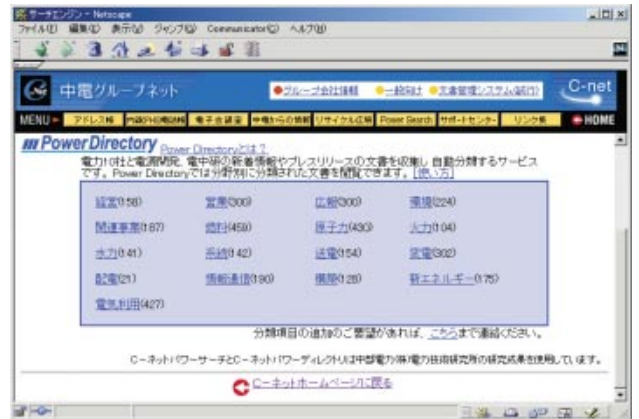 サーチエンジン - Netscape
ファイル(F) 編集(E) 表示(V) ジャンプ(G) Communicator(C) ヘルプ(H)
中電グループネット
グループ会社情報 一般向け 文書管理システム(試行)
C-net
MENU アドレス帳 電子会議室 中電からの情報 リサイクル広場 Power Search サポートセンター リンク集 HOME
Power Directory Power Directoryとは?
電力10社と電源開発、電中研の新着情報やプレスリリースの文書を収集し自動分類するサービス
です。Power Directoryでは分野別に分類された文書を閲覧できます。[使い方]
経営(158) 営業(300) 広報(300) 環境(224)
関連事業(187) 燃料(459) 原子力(430) 火力(104)
水力(141) 系統(142) 送電(154) 変電(302)
配電(21) 情報通信(190) 構築(128) 新エネルギー(175)
電気利用(427)
分類項目の追加のご要望があれば、こちらまで連絡ください。
C-ネットパワーサーチとC-ネットパワーディレクトリは中部電力(株)電力技術研究所の研究成果を使用しています。
C-ネットホームページに戻る